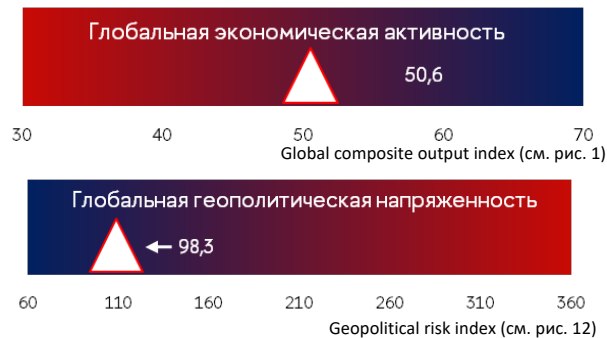 Глобальная экономическая активность
50,6
30 40 50 60 70
Global composite output index (см. рис. 1)
Глобальная геополитическая напряженность
98,3
60 110 160 210 260 310 360
Geopolitical risk index (см. рис. 12)